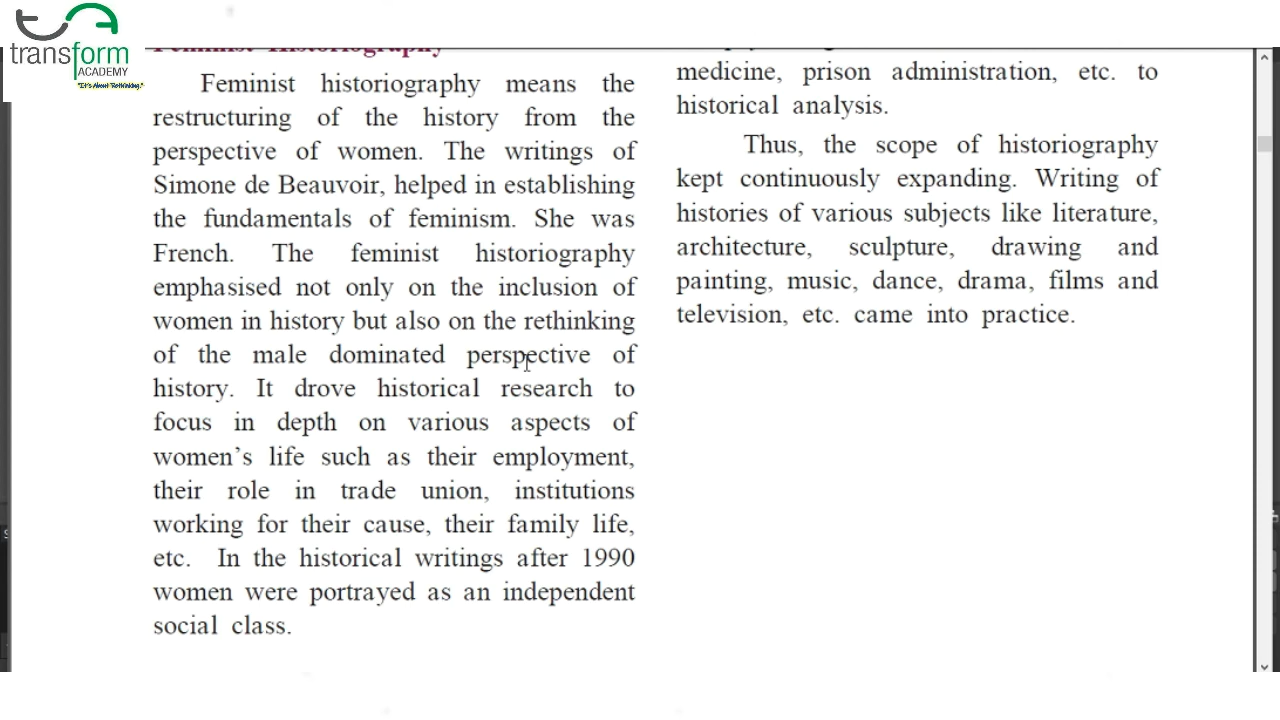 transform
ACADEMY
"It's About Rethinking."
Feminist Historiography
Feminist historiography means the
restructuring of the history from the
perspective of women. The writings of
Simone de Beauvoir, helped in establishing
the fundamentals of feminism. She was
French. The feminist historiography
emphasised not only on the inclusion of
women in history but also on the rethinking
of the male dominated perspective of
history. It drove historical research to
focus in depth on various aspects of
women's life such as their employment,
their role in trade union, institutions
working for their cause, their family life,
etc. In the historical writings after 1990
women were portrayed as an independent
social class.
medicine, prison administration, etc. to
historical analysis.
Thus, the scope of historiography
kept continuously expanding. Writing of
histories of various subjects like literature,
architecture, sculpture, drawing and
painting, music, dance, drama, films and
television, etc. came into practice.